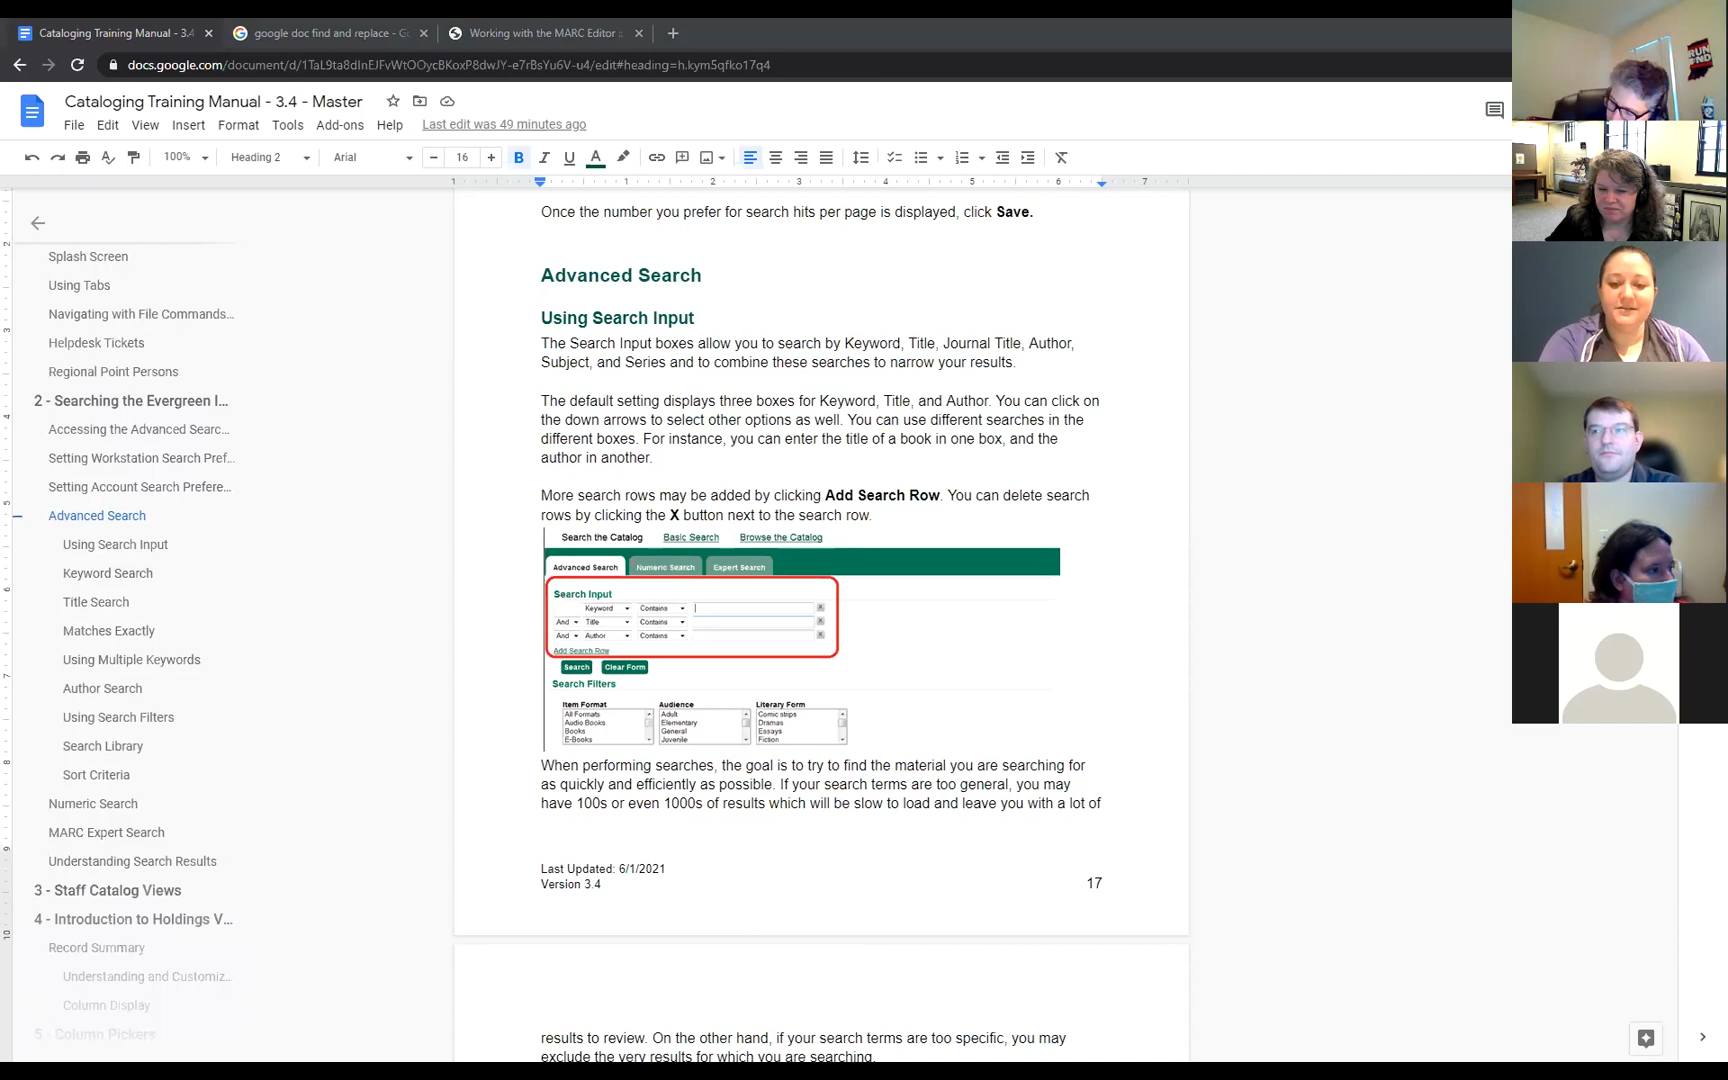 Cataloging Training Manual - 3.4
google doc find and replace - Go
Working with the MARC Editor ::
docs.google.com/document/d/1TaL9ta8dInEJFvWtOOycBKoxP8dwJY-e7rBsYu6V-u4/edit#heading=h.kym5qfko17q4
Cataloging Training Manual - 3.4 - Master
File Edit View Insert Format Tools Add-ons Help Last edit was 49 minutes ago
100% Heading 2 Arial 16 B I U A
1 1 2 3 4 5 6 7
Splash Screen
Using Tabs
Navigating with File Commands...
Helpdesk Tickets
Regional Point Persons
2 - Searching the Evergreen I...
Accessing the Advanced Searc...
Setting Workstation Search Pref...
Setting Account Search Prefere...
Advanced Search
Using Search Input
Keyword Search
Title Search
Matches Exactly
Using Multiple Keywords
Author Search
Using Search Filters
Search Library
Sort Criteria
Numeric Search
MARC Expert Search
Understanding Search Results
3 - Staff Catalog Views
4 - Introduction to Holdings V...
Record Summary
Understanding and Customiz...
Column Display
5 - Column Pickers
Once the number you prefer for search hits per page is displayed, click Save.
Advanced Search
Using Search Input
The Search Input boxes allow you to search by Keyword, Title, Journal Title, Author,
Subject, and Series and to combine these searches to narrow your results.
The default setting displays three boxes for Keyword, Title, and Author. You can click on
the down arrows to select other options as well. You can use different searches in the
different boxes. For instance, you can enter the title of a book in one box, and the
author in another.
More search rows may be added by clicking Add Search Row. You can delete search
rows by clicking the X button next to the search row.
Search the Catalog Basic Search Browse the Catalog
Advanced Search Numeric Search Expert Search
Search Input
Keyword Contains
And Title Contains
And Author Contains
Add Search Row
Search Clear Form
Search Filters
Item Format Audience Literary Form
All Formats Adult Comic strips
Audio Books Elementary Dramas
Books General Essays
E-Books Juvenile Fiction
When performing searches, the goal is to try to find the material you are searching for
as quickly and efficiently as possible. If your search terms are too general, you may
have 100s or even 1000s of results which will be slow to load and leave you with a lot of
Last Updated: 6/1/2021
Version 3.4
17
results to review. On the other hand, if your search terms are too specific, you may
exclude the very results for which you are searching.